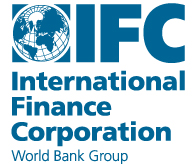 IFC
International
Finance
Corporation
World Bank Group